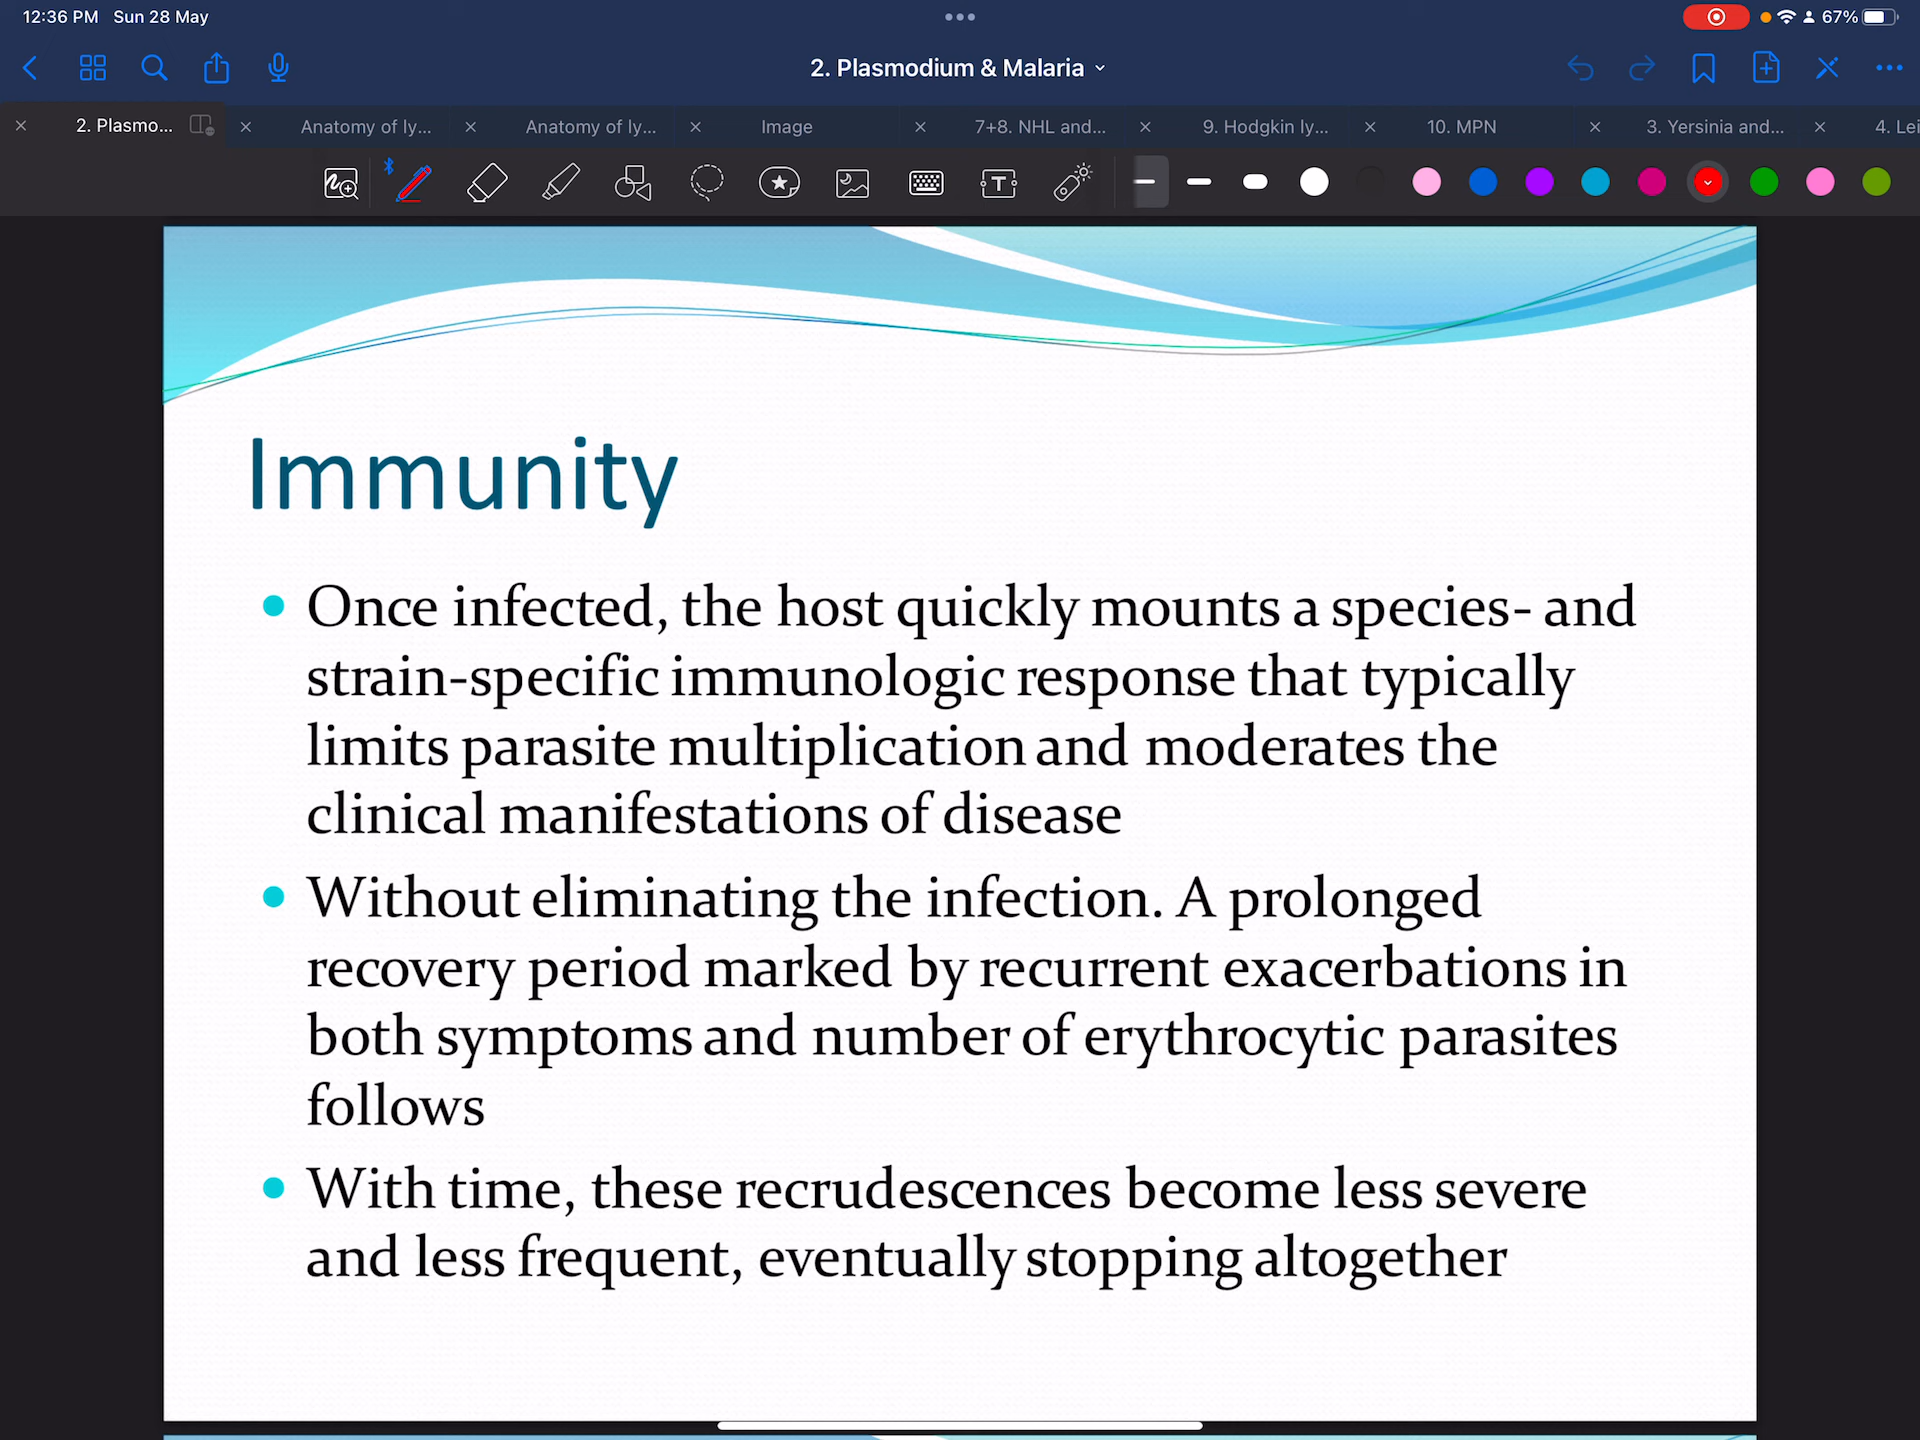 12:36 PM Sun 28 May
67%
2. Plasmodium & Malaria
2. Plasmo...
Anatomy of ly...
Anatomy of ly...
Image
7+8. NHL and...
9. Hodgkin ly...
10. MPN
3. Yersinia and...
4. Lei
Immunity
• Once infected, the host quickly mounts a species- and
strain-specific immunologic response that typically
limits parasite multiplication and moderates the
clinical manifestations of disease
• Without eliminating the infection. A prolonged
recovery period marked by recurrent exacerbations in
both symptoms and number of erythrocytic parasites
follows
• With time, these recrudescences become less severe
and less frequent, eventually stopping altogether